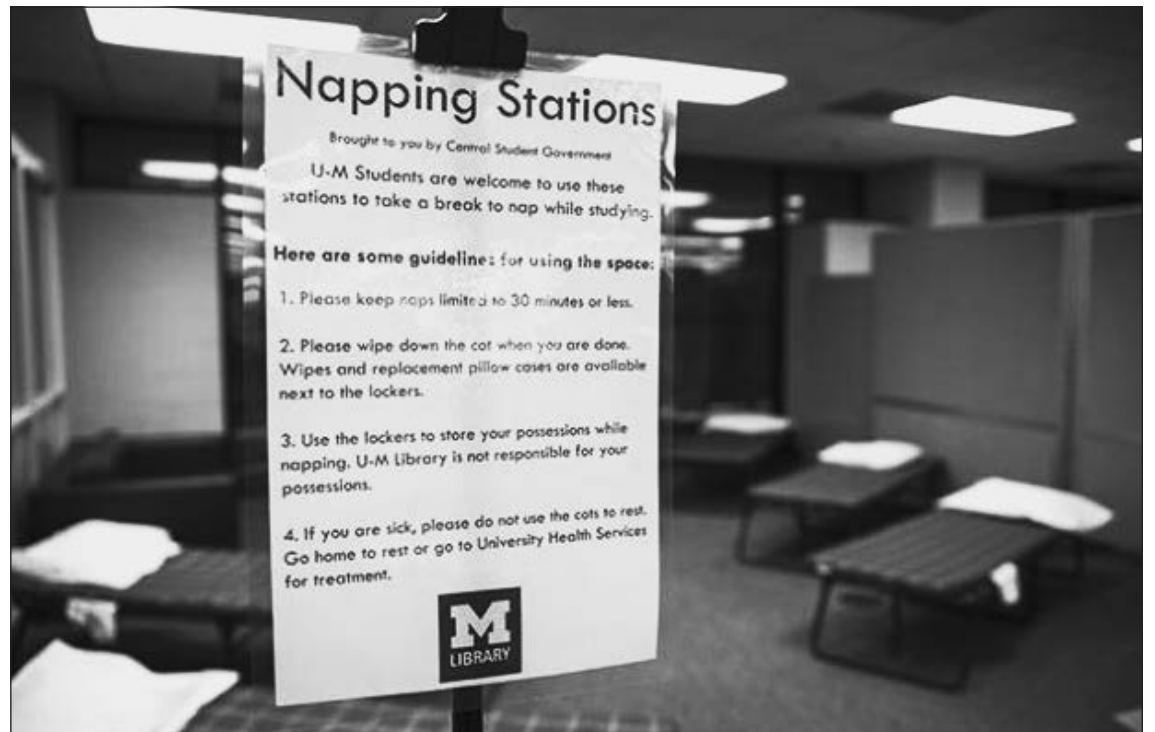 Napping Stations
Brought to you by Central Student Government
U-M Students are welcome to use these
stations to take a break to nap while studying.
Here are some guidelines for using the space:
1. Please keep naps limited to 30 minutes or less.
2. Please wipe down the cot when you are done.
Wipes and replacement pillow cases are available
next to the lockers.
3. Use the lockers to store your possessions while
napping. U-M Library is not responsible for your
possessions.
4. If you are sick, please do not use the cots to rest.
Go home to rest or go to University Health Services
for treatment.
M
LIBRARY